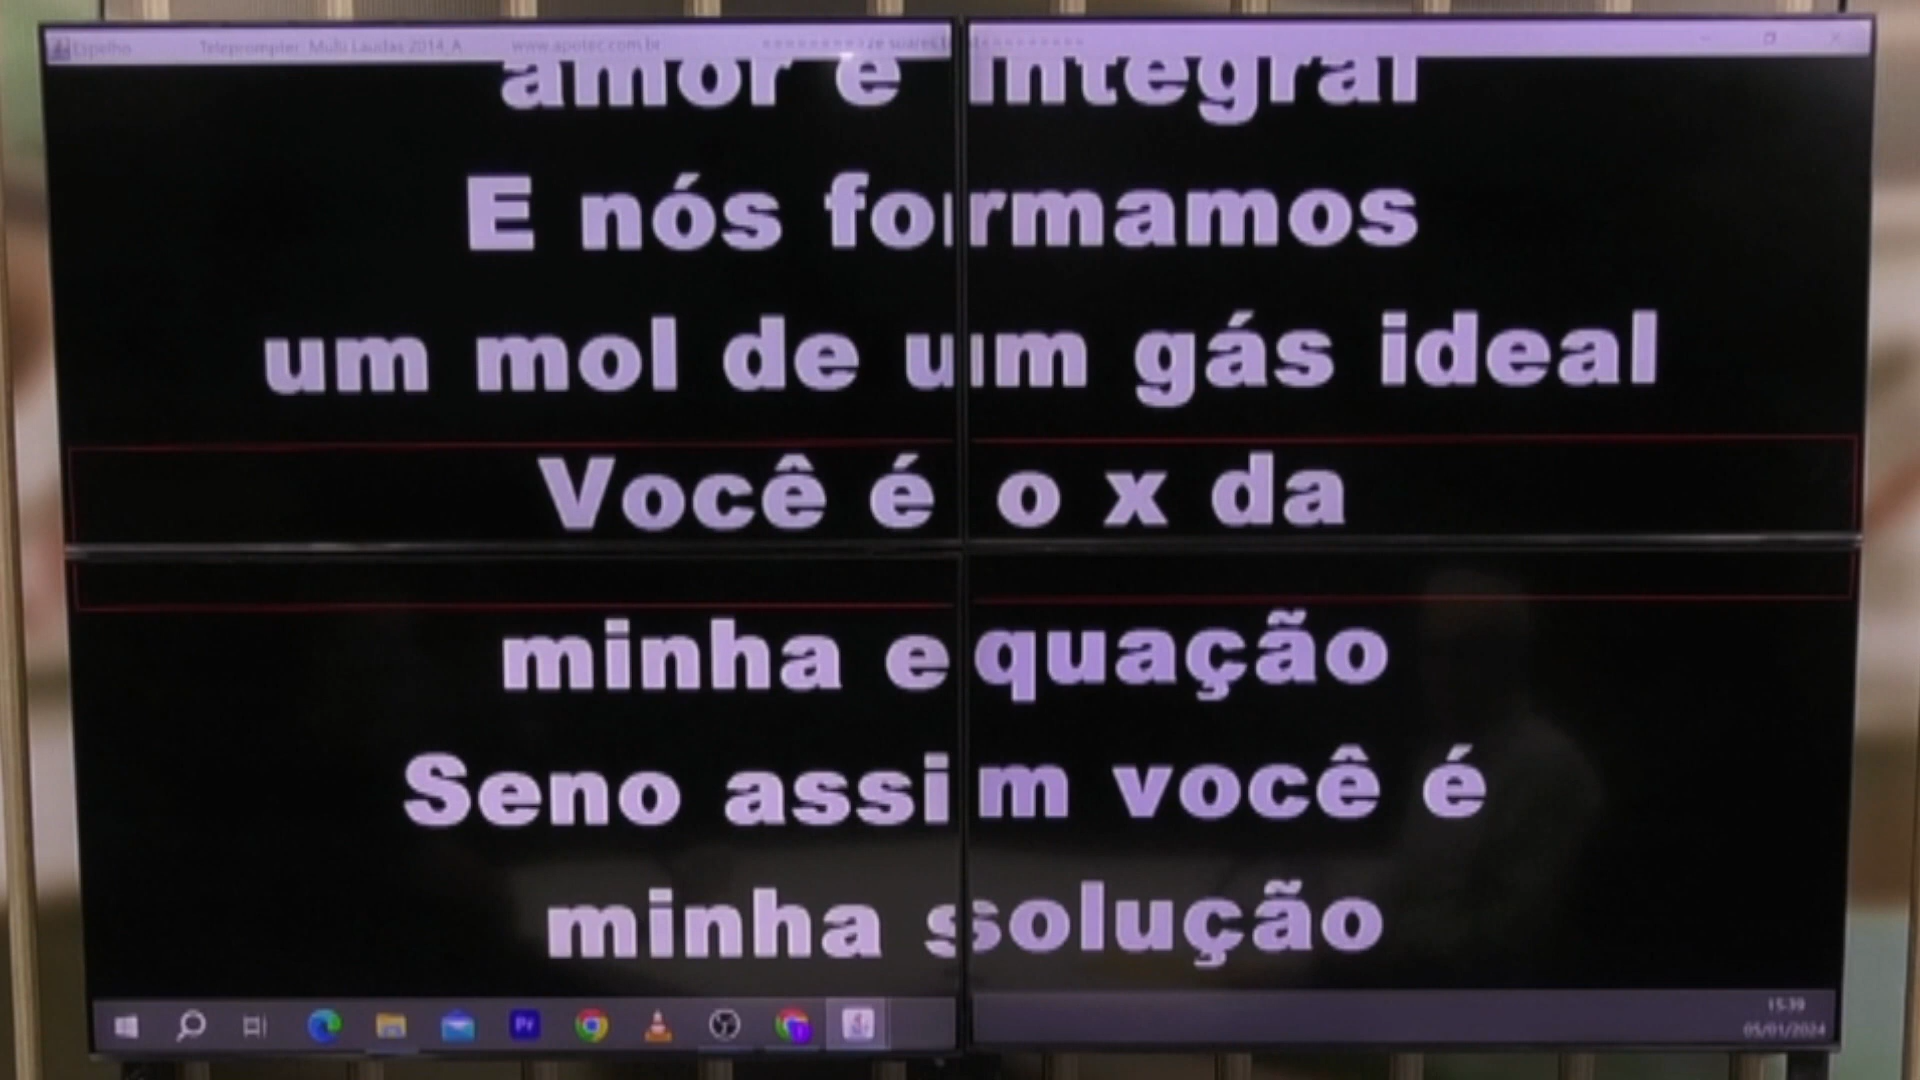 Espelho Teleprompter Multi Laudas 2014_A www.apotec.com.br
amor é integral
E nós formamos
um mol de um gás ideal
Você é o x da
minha equação
Seno assim você é
minha solução
Pr
15:39
05/01/2024